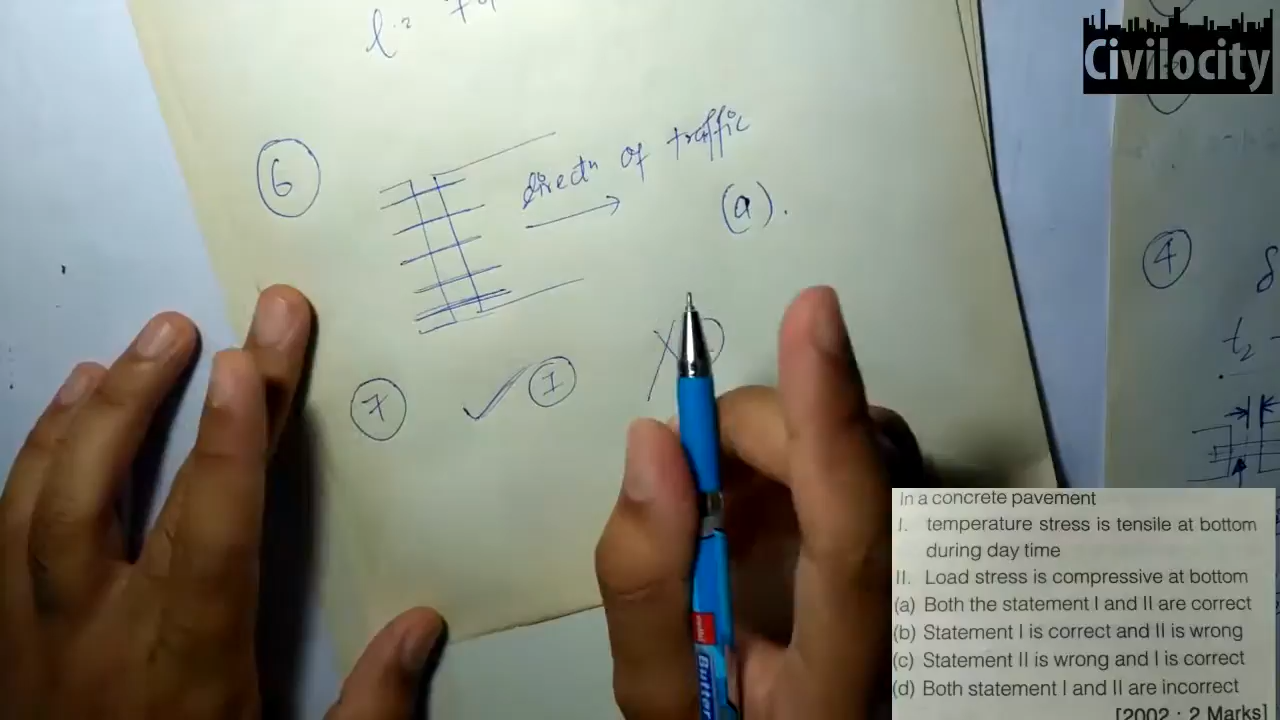 Civilocity
6
directn of traffic
(a).
7 ✓ I
4
t2 -
In a concrete pavement
I. temperature stress is tensile at bottom
during day time
II. Load stress is compressive at bottom
(a) Both the statement I and II are correct
(b) Statement I is correct and II is wrong
(c) Statement II is wrong and I is correct
(d) Both statement I and II are incorrect
[2002 : 2 Marks]